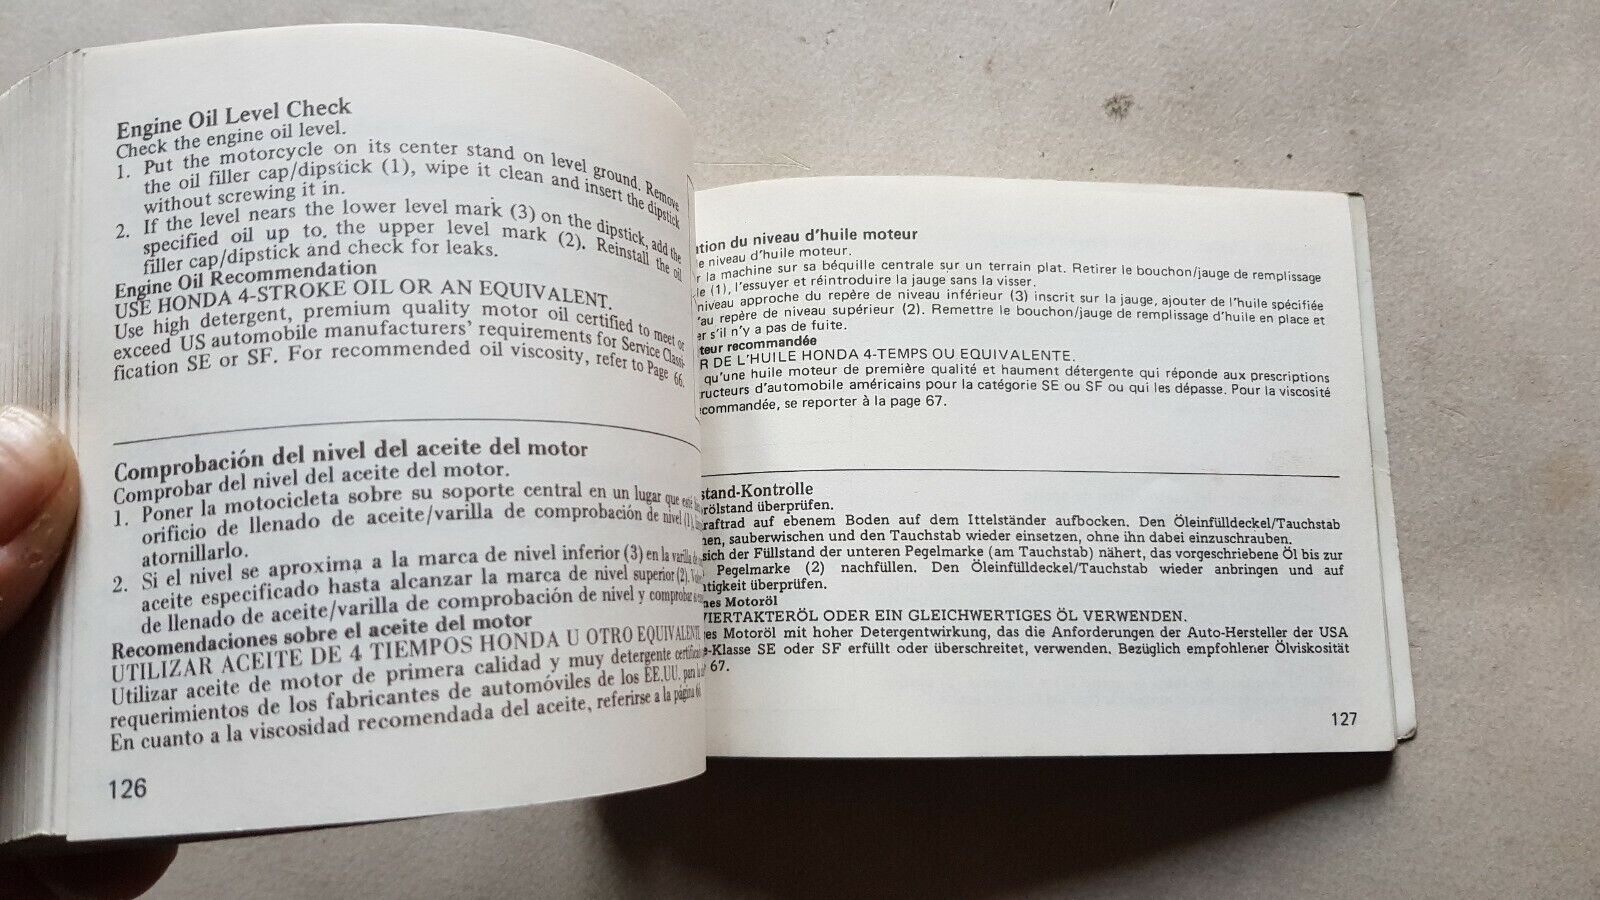 Engine Oil Level Check
Check the engine oil level.
1. Put the motorcycle on its center stand on level ground. Remove
the oil filler cap/dipstick (1), wipe it clean and insert the dipstick
without screwing it in.
2. If the level nears the lower level mark (3) on the dipstick, add the
specified oil up to the upper level mark (2). Reinstall the oil
filler cap/dipstick and check for leaks.
Engine Oil Recommendation
USE HONDA 4-STROKE OIL OR AN EQUIVALENT.
Use high detergent, premium quality motor oil certified to meet or
exceed US automobile manufacturers' requirements for Service Classi-
fication SE or SF. For recommended oil viscosity, refer to Page 66.
Comprobación del nivel del aceite del motor
Comprobar del nivel del aceite del motor.
1. Poner la motocicleta sobre su soporte central en un lugar que esté
orificio de llenado de aceite/varilla de comprobación de nivel (1),
atornillarlo.
2. Si el nivel se aproxima a la marca de nivel inferior (3) en la varilla de
aceite especificado hasta alcanzar la marca de nivel superior (2).
de llenado de aceite/varilla de comprobación de nivel y comprobar
Recomendaciones sobre el aceite del motor
UTILIZAR ACEITE DE 4 TIEMPOS HONDA U OTRO EQUIVALENTE
Utilizar aceite de motor de primera calidad y muy detergente
requerimientos de los fabricantes de automóviles de los EE.UU. para la
En cuanto a la viscosidad recomendada del aceite, referirse a la página 66
126
du niveau d'huile moteur
niveau d'huile moteur.
la machine sur sa béquille centrale sur un terrain plat. Retirer le bouchon/jauge de remplissage
(1), l'essuyer et réintroduire la jauge sans la visser.
niveau approche du repère de niveau inférieur (3) inscrit sur la jauge, ajouter de l'huile spécifiée
au repère de niveau supérieur (2). Remettre le bouchon/jauge de remplissage d'huile en place et
s'il n'y a pas de fuite.
recommandée
DE L'HUILE HONDA 4-TEMPS OU EQUIVALENTE.
qu'une huile moteur de première qualité et haument détergente qui réponde aux prescriptions
d'automobile américains pour la catégorie SE ou SF ou qui les dépasse. Pour la viscosité
se reporter à la page 67.
stand-Kontrolle
überprüfen.
auf ebenem Boden auf dem Ittelständer aufbocken. Den Öleinfülldeckel/Tauchstab
sauberwischen und den Tauchstab wieder einsetzen, ohne ihn dabei einzuschrauben.
sich der Füllstand der unteren Pegelmarke (am Tauchstab) nähert, das vorgeschriebene Öl bis zur
Pegelmarke (2) nachfüllen. Den Öleinfülldeckel/Tauchstab wieder anbringen und auf
überprüfen.
Motoröl
VIERTAKTERÖL ODER EIN GLEICHWERTIGES ÖL VERWENDEN.
Motoröl mit hoher Detergentwirkung, das die Anforderungen der Auto-Hersteller der USA
SE oder SF erfüllt oder überschreitet, verwenden. Bezüglich empfohlener Ölviskosität
67.
127